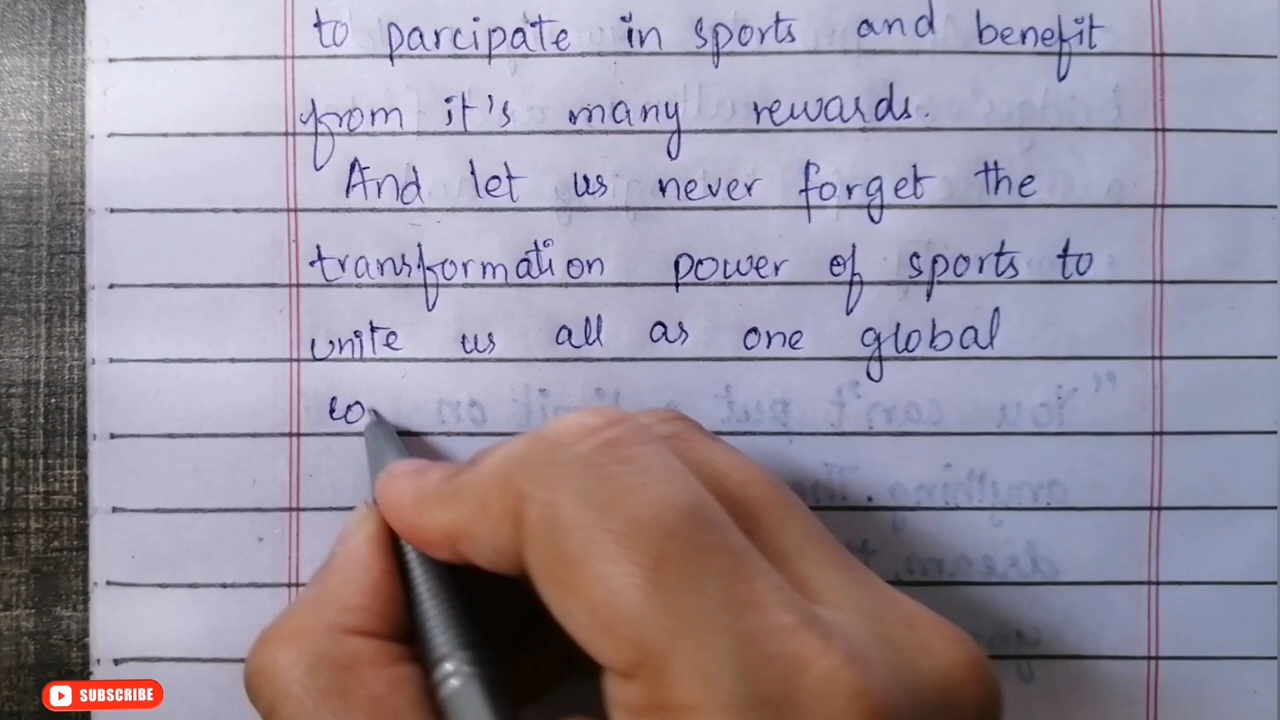 to parcipate in sports and benefit
from it's many rewards.
And let us never forget the
transformation power of sports to
unite us all as one global
co
SUBSCRIBE